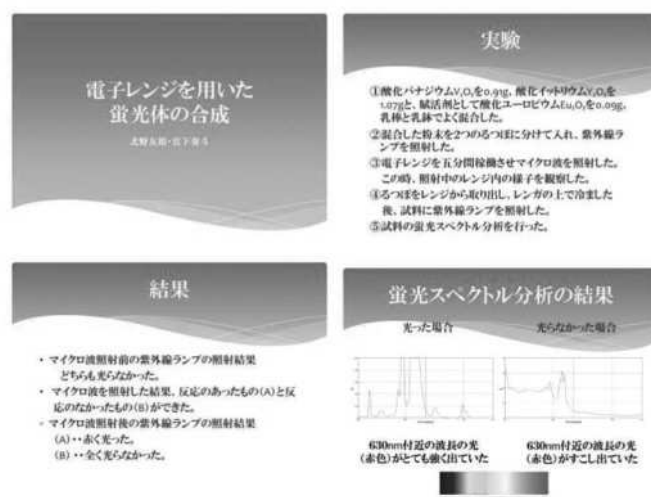 電子レンジを用いた
蛍光体の合成
実験
①酸化バナジウムV₂O₅を0.91g、酸化イットリウムY₂O₃を
1.07gと、賦活剤として酸化ユーロピウムEu₂O₃を0.09g、
乳棒と乳鉢でよく混合した。
②混合した粉末を2つのるつぼに分けて入れ、紫外線ラ
ンプを照射した。
③電子レンジを五分間稼働させマイクロ波を照射した。
この時、照射中のレンジ内の様子を観察した。
④るつぼをレンジから取り出し、レンガの上で冷ました
後、試料に紫外線ランプを照射した。
⑤試料の蛍光スペクトル分析を行った。
結果
• マイクロ波照射前の紫外線ランプの照射結果
どちらも光らなかった。
• マイクロ波を照射した結果、反応のあったもの(A)と反
応のなかったもの(B)ができた。
• マイクロ波照射後の紫外線ランプの照射結果
(A)・・赤く光った。
(B)・・全く光らなかった。
蛍光スペクトル分析の結果
光った場合
光らなかった場合
630nm付近の波長の光
(赤色)がとても強く出ていた
630nm付近の波長の光
(赤色)がすこし出ていた